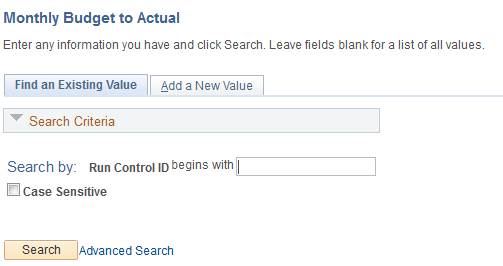 Monthly Budget to Actual
Enter any information you have and click Search. Leave fields blank for a list of all values.
Find an Existing Value Add a New Value
Search Criteria
Search by: Run Control ID begins with
Case Sensitive
Search Advanced Search